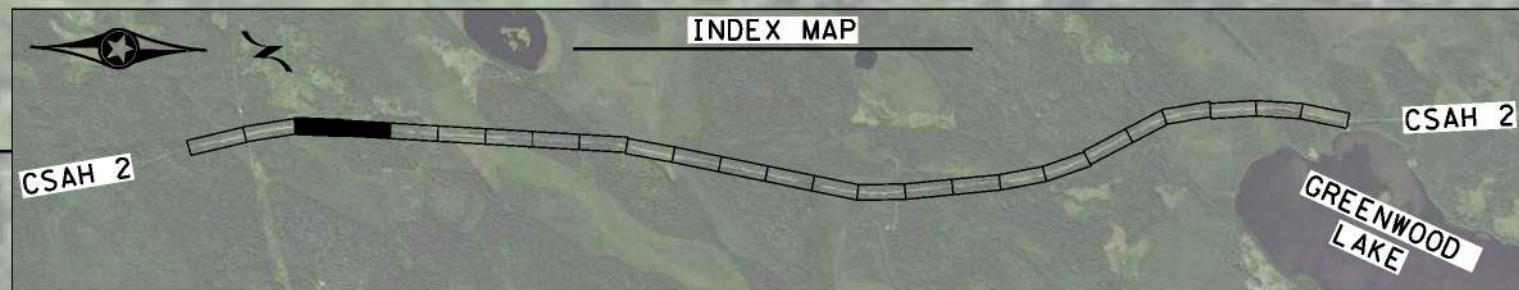 INDEX MAP
CSAH 2
CSAH 2
GREENWOOD
LAKE